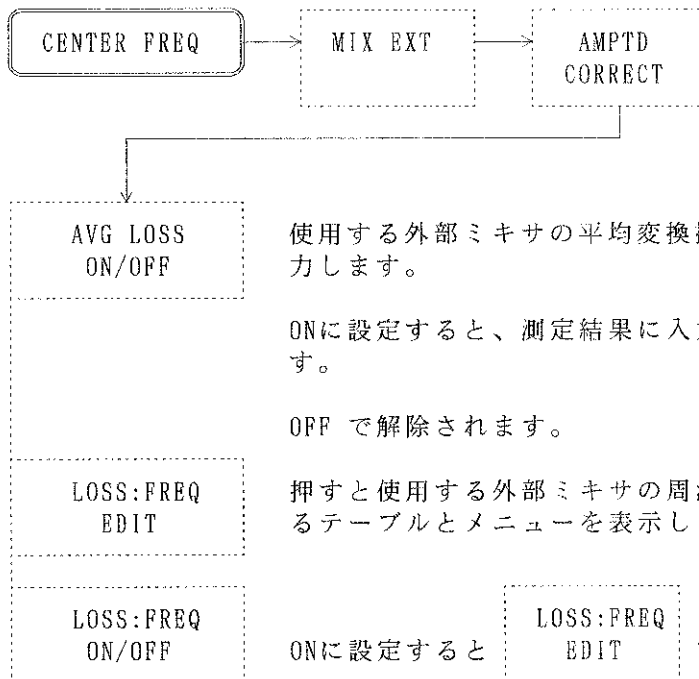 CENTER FREQ
MIX EXT
AMPTD
CORRECT
AVG LOSS
ON/OFF
使用する外部ミキサの平均変換
力します。
ONに設定すると、測定結果に入
す。
OFF で解除されます。
LOSS:FREQ
EDIT
押すと使用する外部ミキサの周
るテーブルとメニューを表示し
LOSS:FREQ
ON/OFF
ONに設定すると
LOSS:FREQ
EDIT